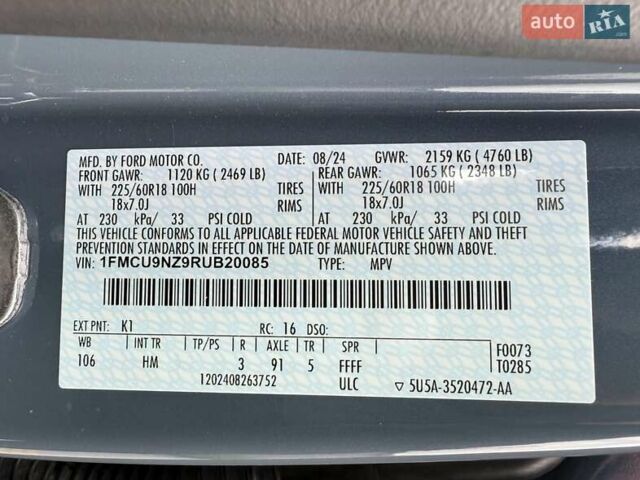 auto RIA.com
MFD. BY FORD MOTOR CO. DATE: 08/24 GVWR: 2159 KG ( 4760 LB)
FRONT GAWR: 1120 KG ( 2469 LB) REAR GAWR: 1065 KG ( 2348 LB)
WITH 225/60R18 100H TIRES WITH 225/60R18 100H TIRES
18x7.0J RIMS 18x7.0J RIMS
AT 230 kPa/ 33 PSI COLD AT 230 kPa/ 33 PSI COLD
THIS VEHICLE CONFORMS TO ALL APPLICABLE FEDERAL MOTOR VEHICLE SAFETY AND THEFT
PREVENTION STANDARDS IN EFFECT ON THE DATE OF MANUFACTURE SHOWN ABOVE.
VIN: 1FMCU9NZ9RUB20085 TYPE: MPV
EXT PNT: K1 RC: 16 DSO:
WB INT TR TP/PS R AXLE TR SPR F0073
106 HM 3 91 5 FFFF T0285
1202408263752 ULC ▽ 5U5A-3520472-AA